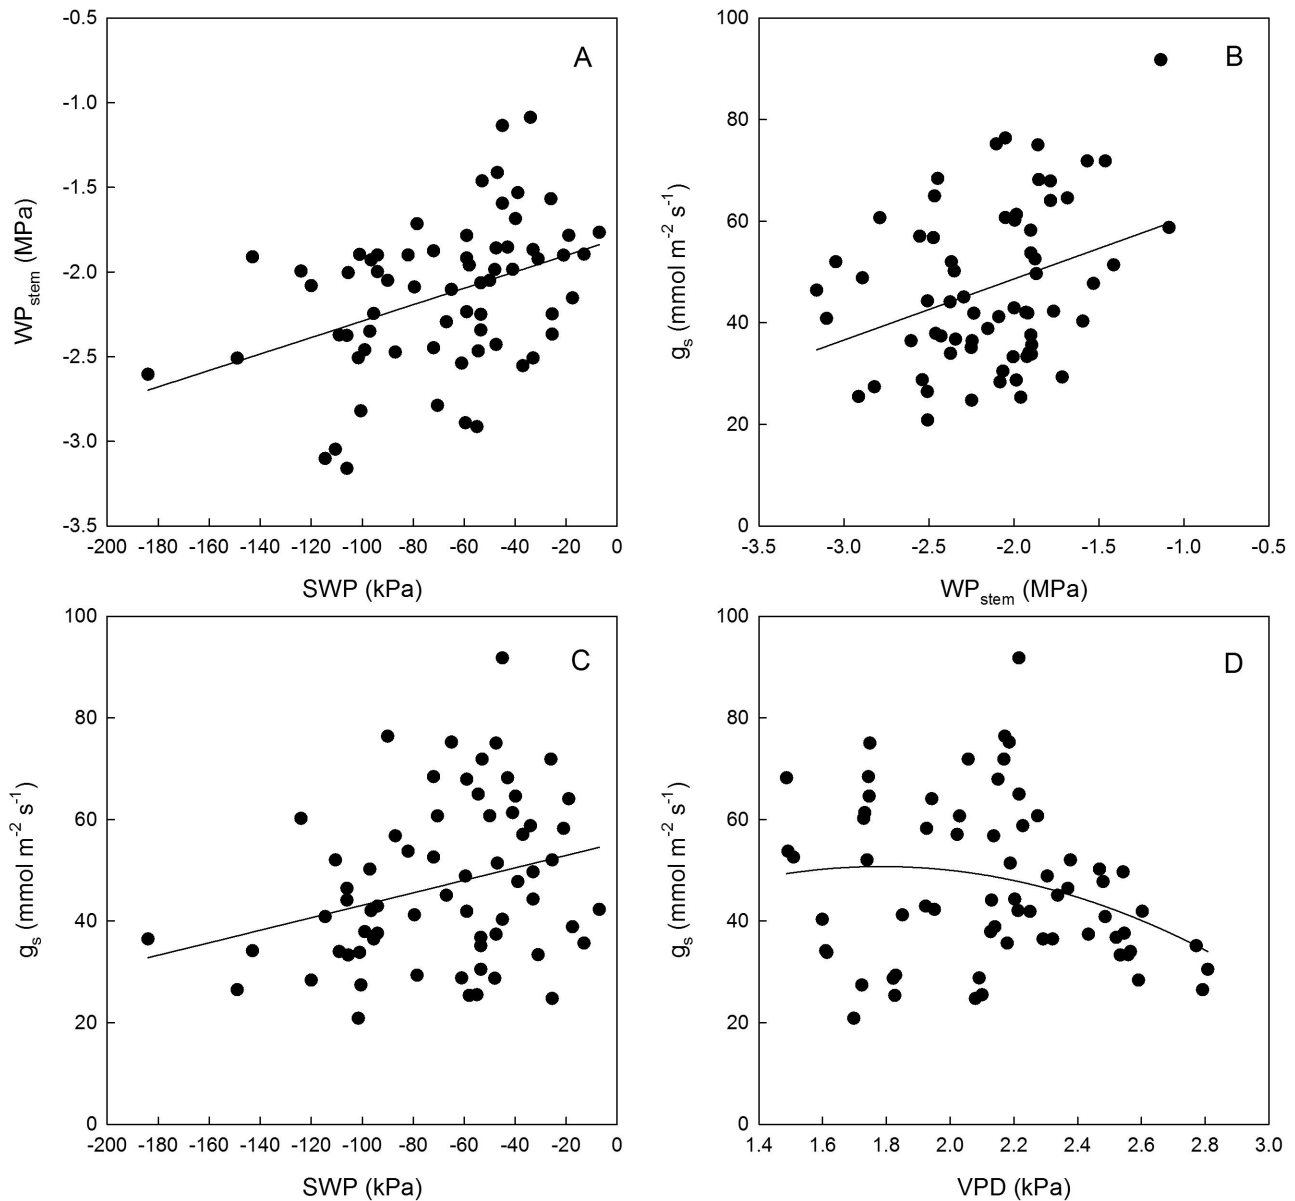 A
-0.5
-1.0
-1.5
-2.0
-2.5
-3.0
-3.5
WPstem (MPa)
-200 -180 -160 -140 -120 -100 -80 -60 -40 -20 0
SWP (kPa)
B
100
80
60
40
20
0
gs (mmol m-2 s-1)
-3.5 -3.0 -2.5 -2.0 -1.5 -1.0 -0.5
WPstem (MPa)
C
100
80
60
40
20
0
gs (mmol m-2 s-1)
-200 -180 -160 -140 -120 -100 -80 -60 -40 -20 0
SWP (kPa)
D
100
80
60
40
20
0
gs (mmol m-2 s-1)
1.4 1.6 1.8 2.0 2.2 2.4 2.6 2.8 3.0
VPD (kPa)